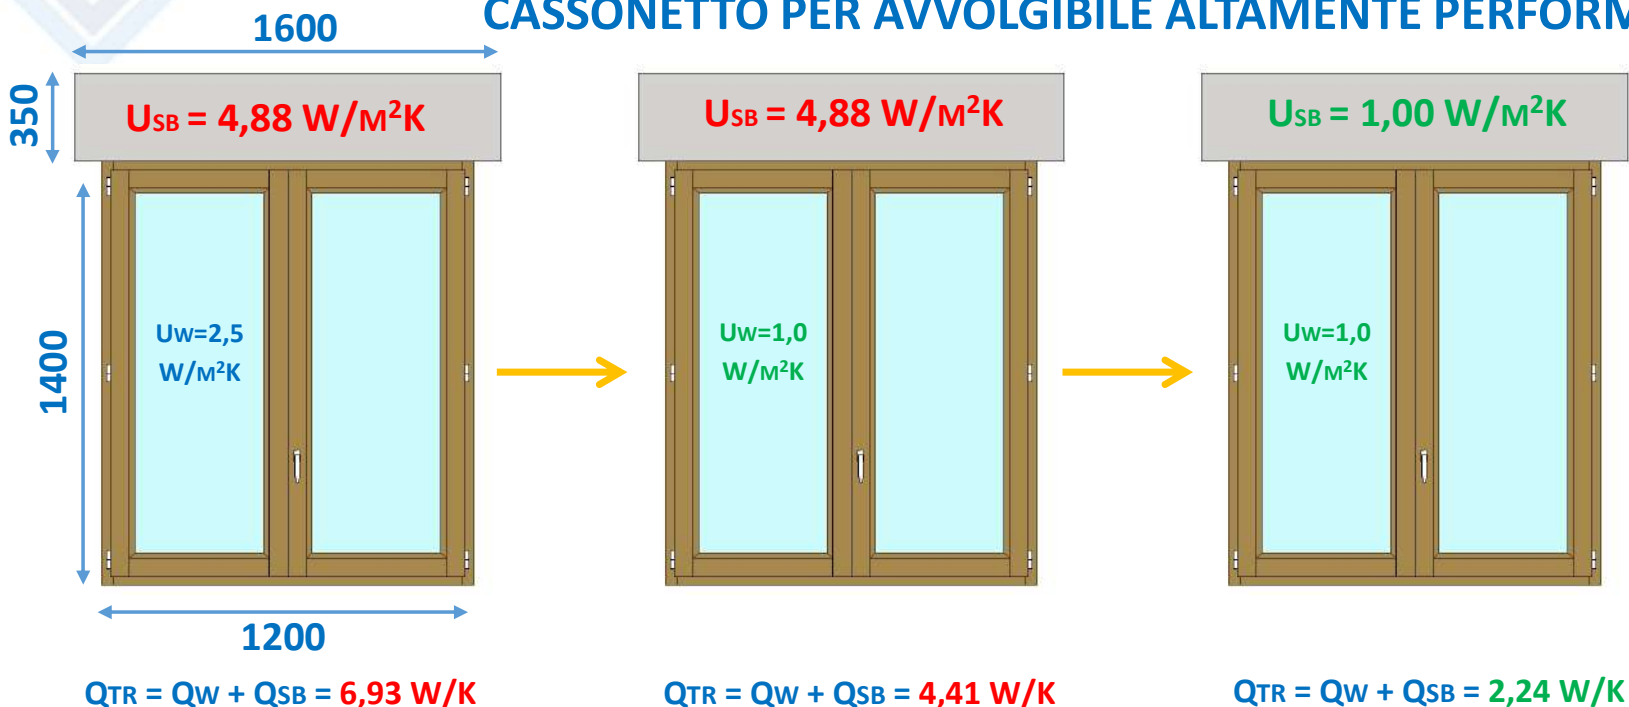 CASSONETTO PER AVVOLGIBILE ALTAMENTE PERFORM
1600
350
USB = 4,88 W/M²K
USB = 4,88 W/M²K
USB = 1,00 W/M²K
1400
UW=2,5
W/M²K
UW=1,0
W/M²K
UW=1,0
W/M²K
1200
QTR = QW + QSB = 6,93 W/K
QTR = QW + QSB = 4,41 W/K
QTR = QW + QSB = 2,24 W/K